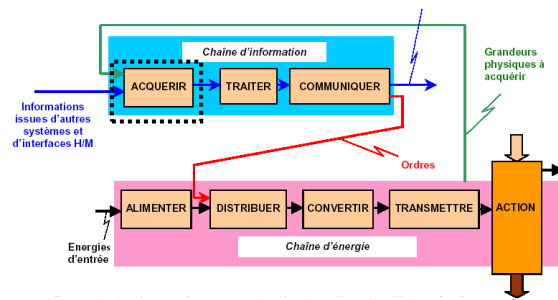 Chaîne d'information
Grandeurs
physiques à
acquérir
ACQUERIR
TRAITER
COMMUNIQUER
Informations
issues d'autres
systèmes et
d'interfaces H/M
Ordres
ALIMENTER
DISTRIBUER
CONVERTIR
TRANSMETTRE
ACTION
Energies
d'entrée
Chaîne d'énergie